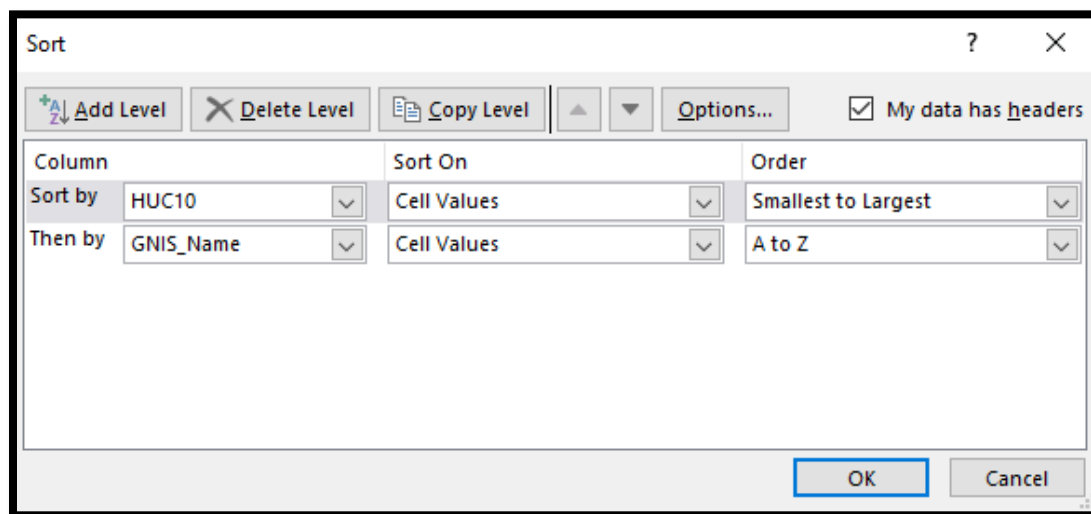 Sort ? ×
Add Level Delete Level Copy Level Options... My data has headers
Column Sort On Order
Sort by HUC10 Cell Values Smallest to Largest
Then by GNIS_Name Cell Values A to Z
OK Cancel